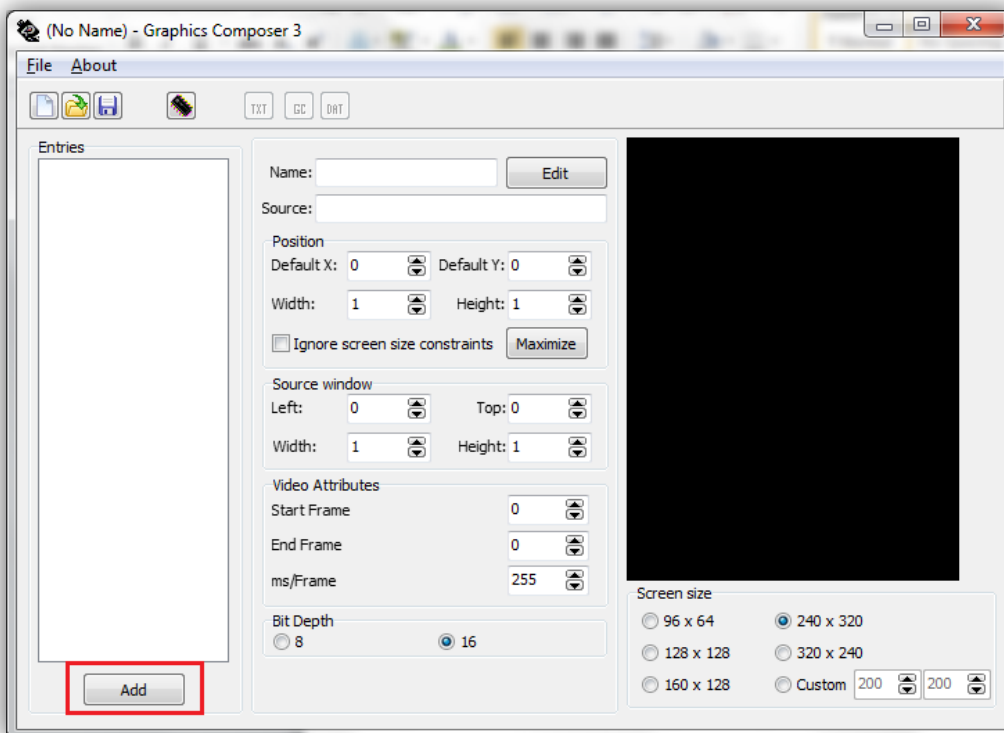 (No Name) - Graphics Composer 3
File About
TXT GC DAT
Entries
Name: Edit
Source:
Position
Default X: 0 Default Y: 0
Width: 1 Height: 1
Ignore screen size constraints Maximize
Source window
Left: 0 Top: 0
Width: 1 Height: 1
Video Attributes
Start Frame 0
End Frame 0
ms/Frame 255
Bit Depth
8 16
Add
Screen size
96 x 64 240 x 320
128 x 128 320 x 240
160 x 128 Custom 200 200